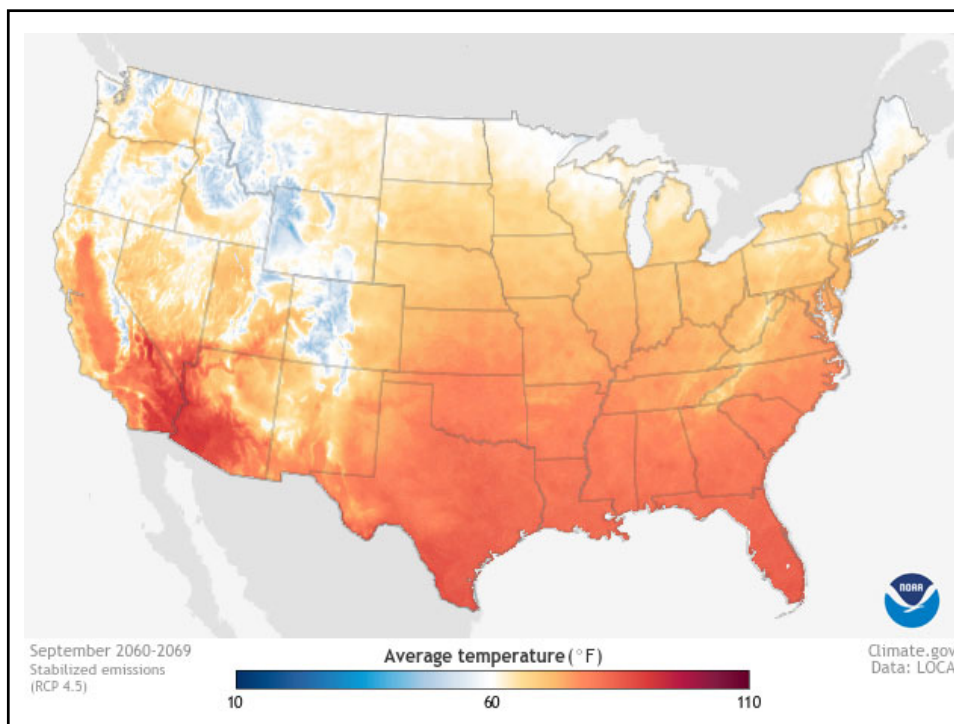 NOAA
September 2060-2069
Stabilized emissions
(RCP 4.5)
Average temperature (°F)
10
60
110
Climate.gov
Data: LOCA